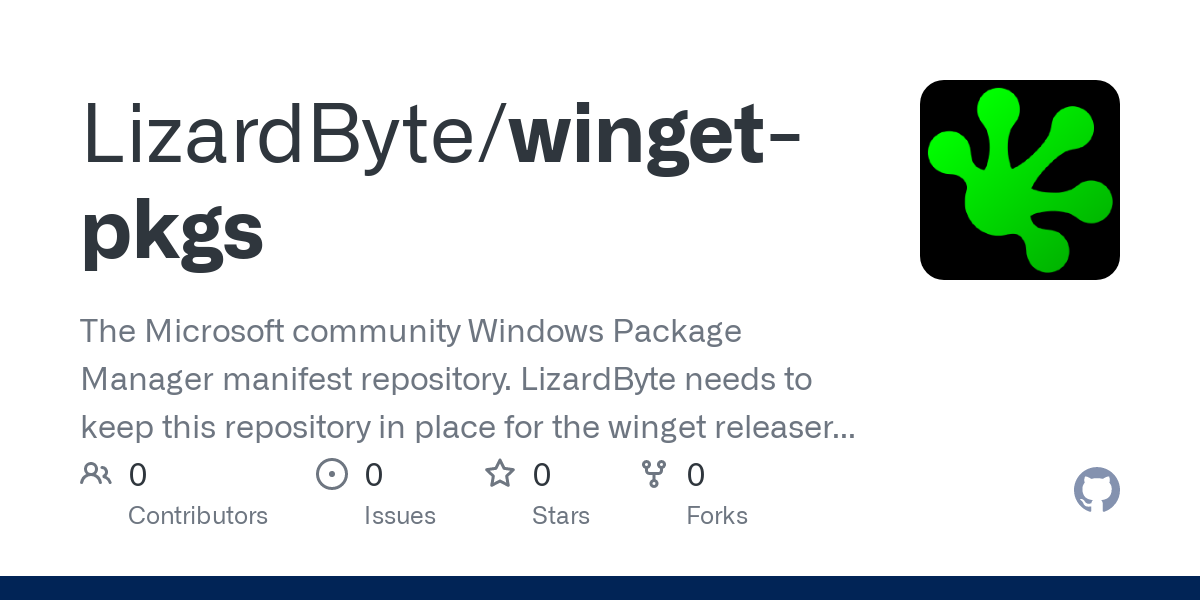 LizardByte/winget-
pkgs
The Microsoft community Windows Package
Manager manifest repository. LizardByte needs to
keep this repository in place for the winget releaser...
0 0 0 0
Contributors Issues Stars Forks